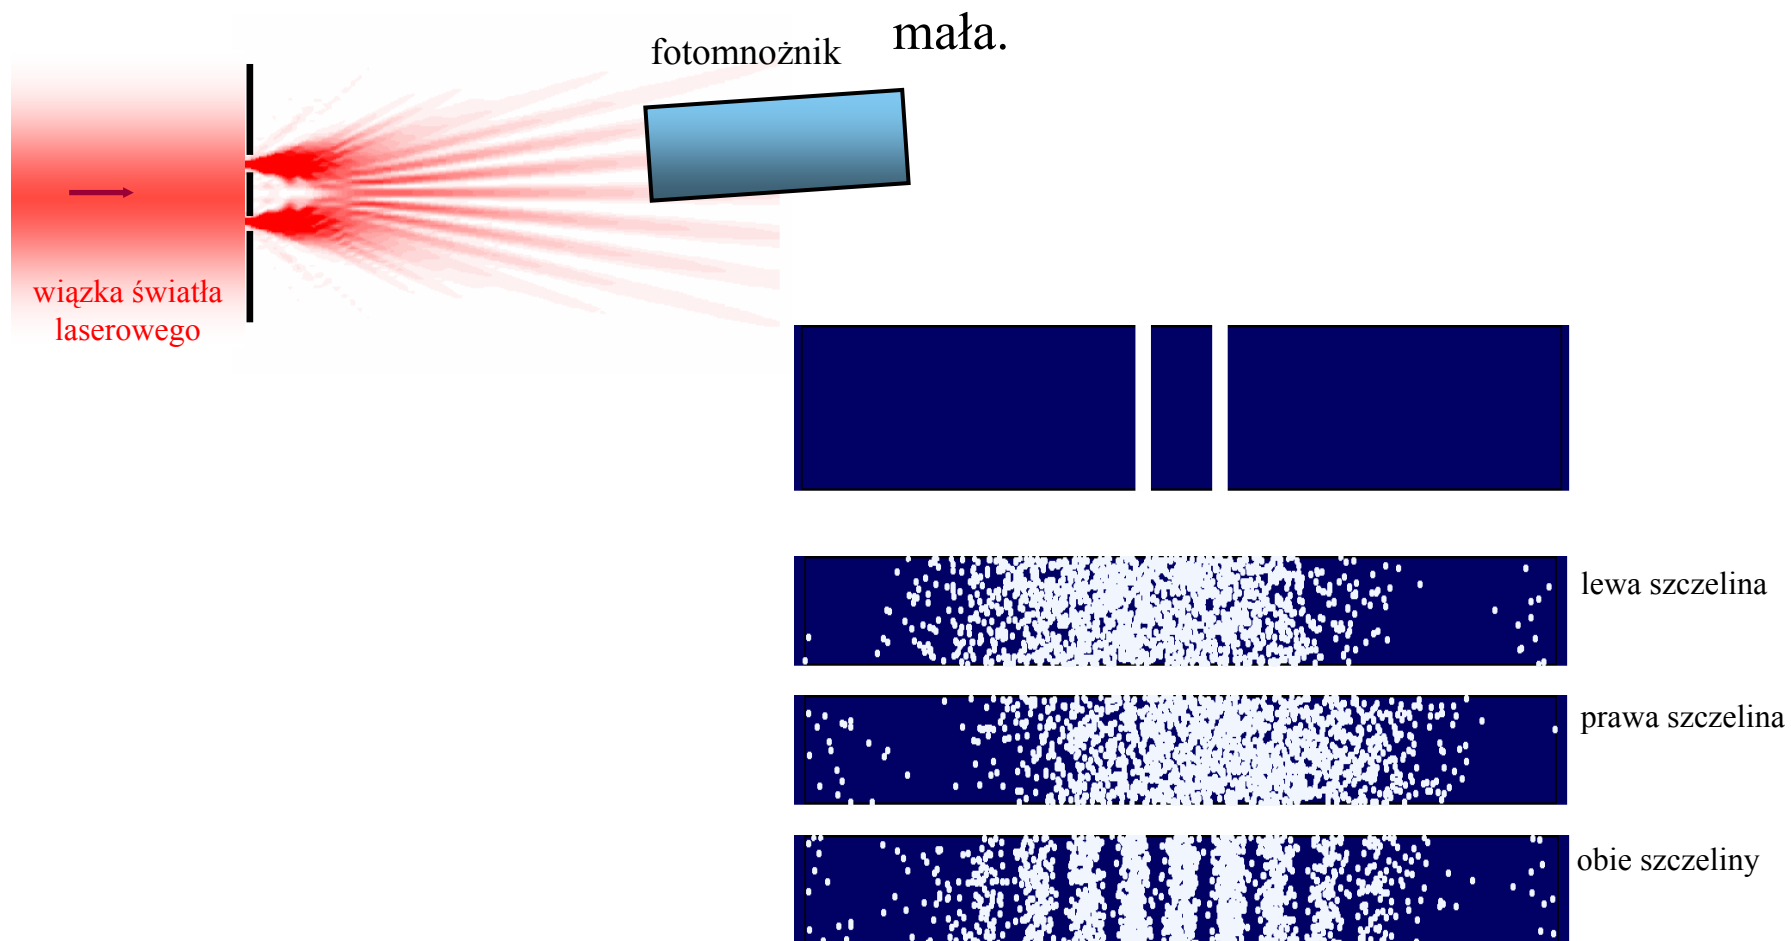 mała.
fotomnożnik
wiązka światła
laserowego
lewa szczelina
prawa szczelina
obie szczeliny